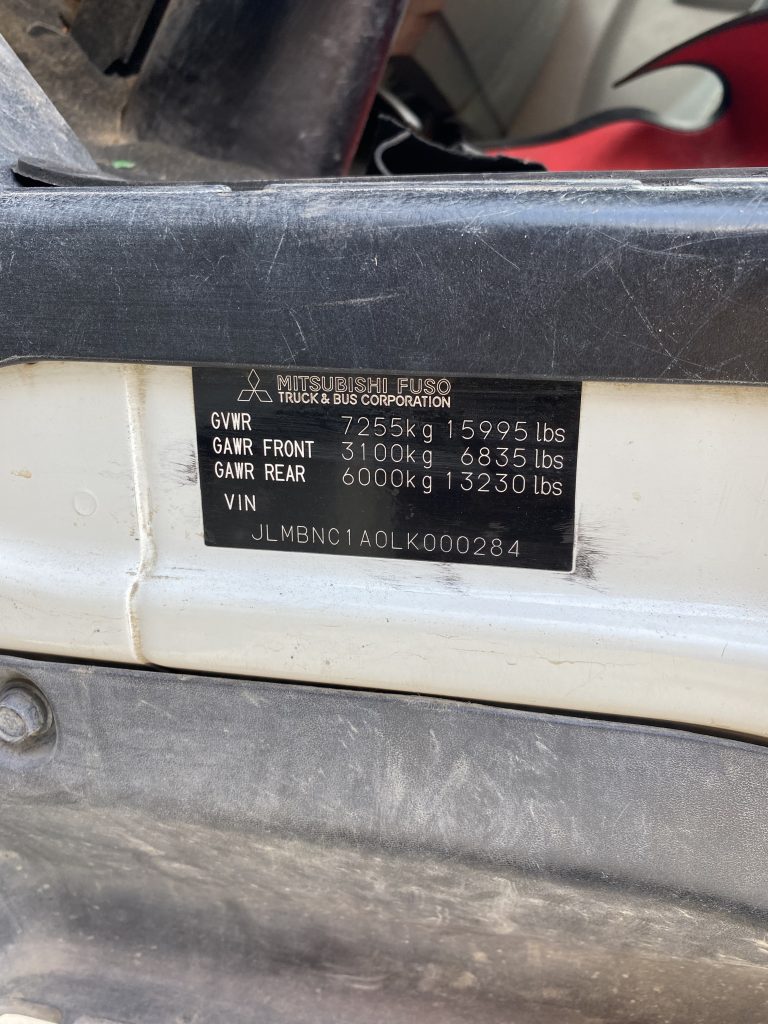 MITSUBISHI FUSO
TRUCK & BUS CORPORATION
GVWR 7255kg 15995 lbs
GAWR FRONT 3100kg 6835 lbs
GAWR REAR 6000kg 13230 lbs
VIN
JLMBNC1A0LK000284